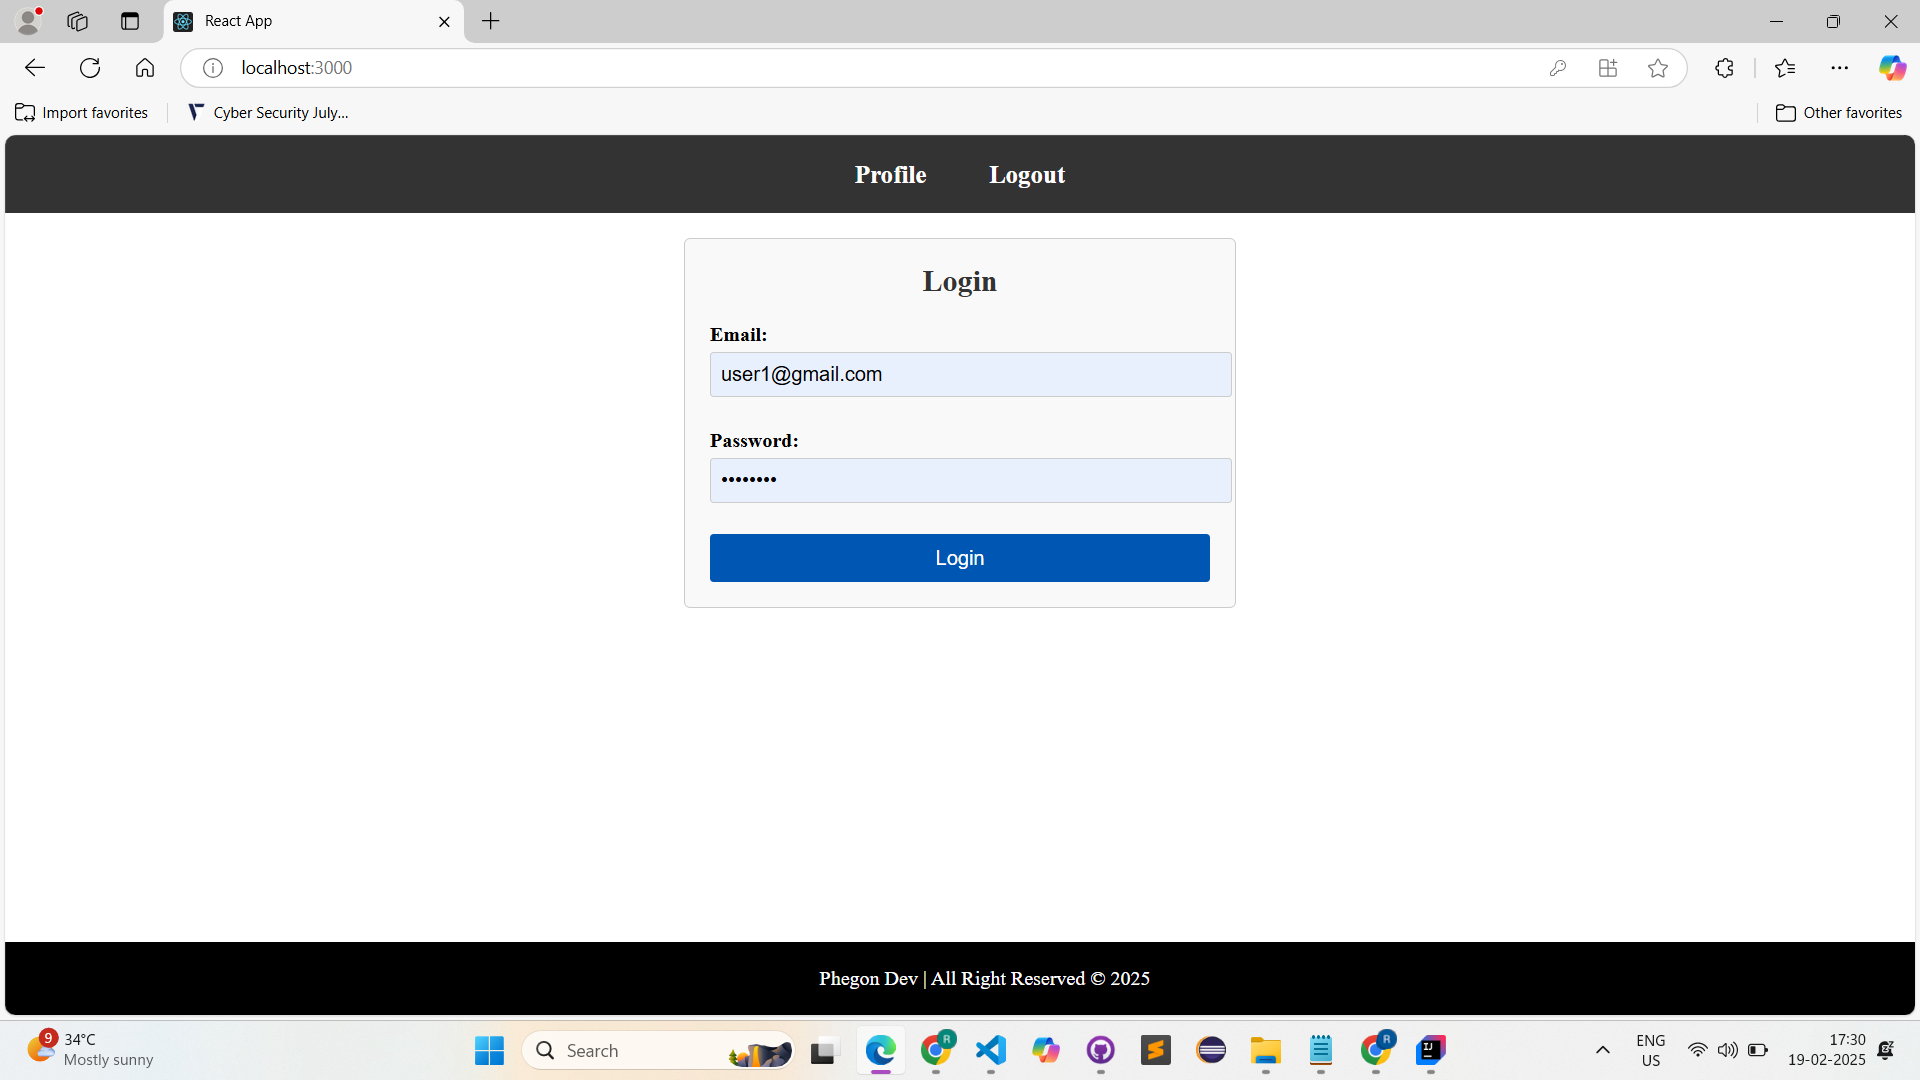 React App
localhost:3000
Import favorites
Cyber Security July...
Other favorites
Profile
Logout
Login
Email:
user1@gmail.com
Password:
••••••••
Login
Phegon Dev | All Right Reserved © 2025
9
34°C
Mostly sunny
Search
R
R
IJ
ENG
US
17:30
19-02-2025